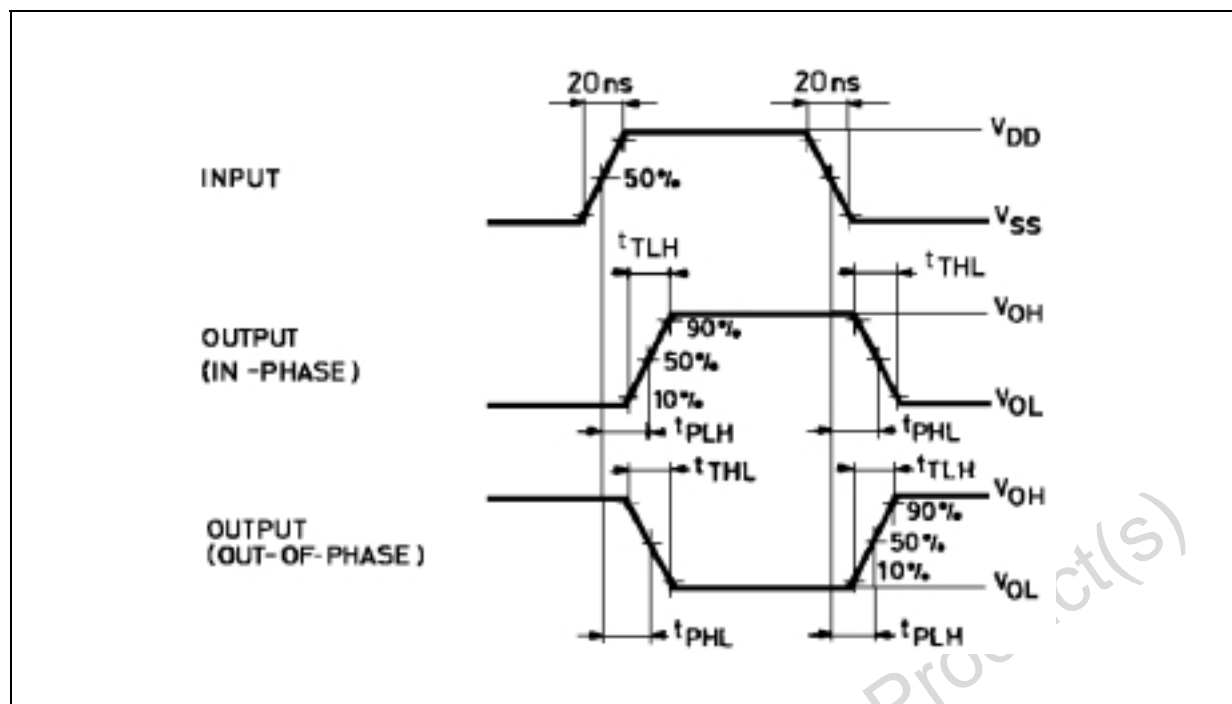 20ns 20ns
VDD
INPUT
50%
VSS
tTLH
tTHL
VOH
90%
OUTPUT
(IN-PHASE)
50%
10%
VOL
tPLH tPHL
tTHL tTLH
VOH
90%
OUTPUT
(OUT-OF-PHASE)
50%
10%
VOL
tPHL tPLH